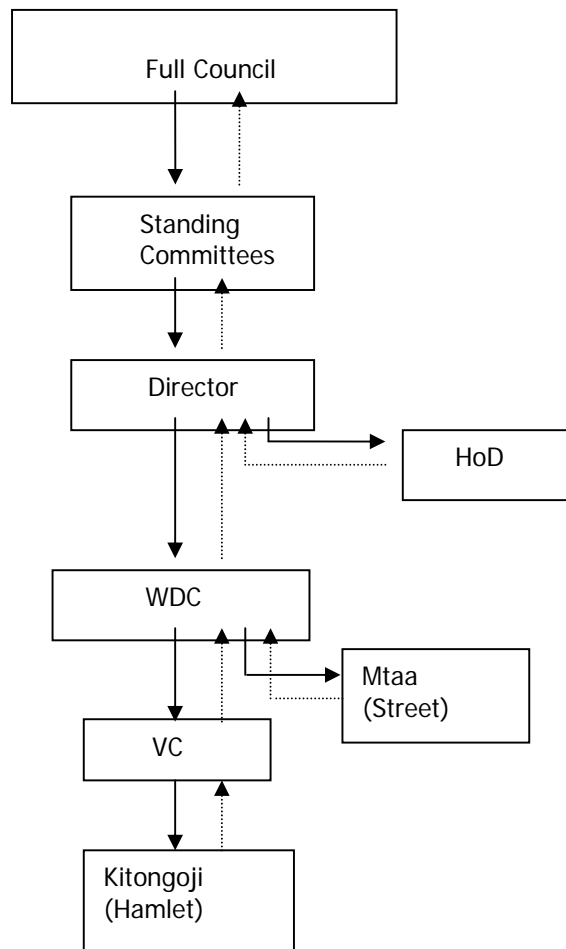 Full Council
Standing
Committees
Director
HoD
WDC
Mtaa
(Street)
VC
Kitongoji
(Hamlet)